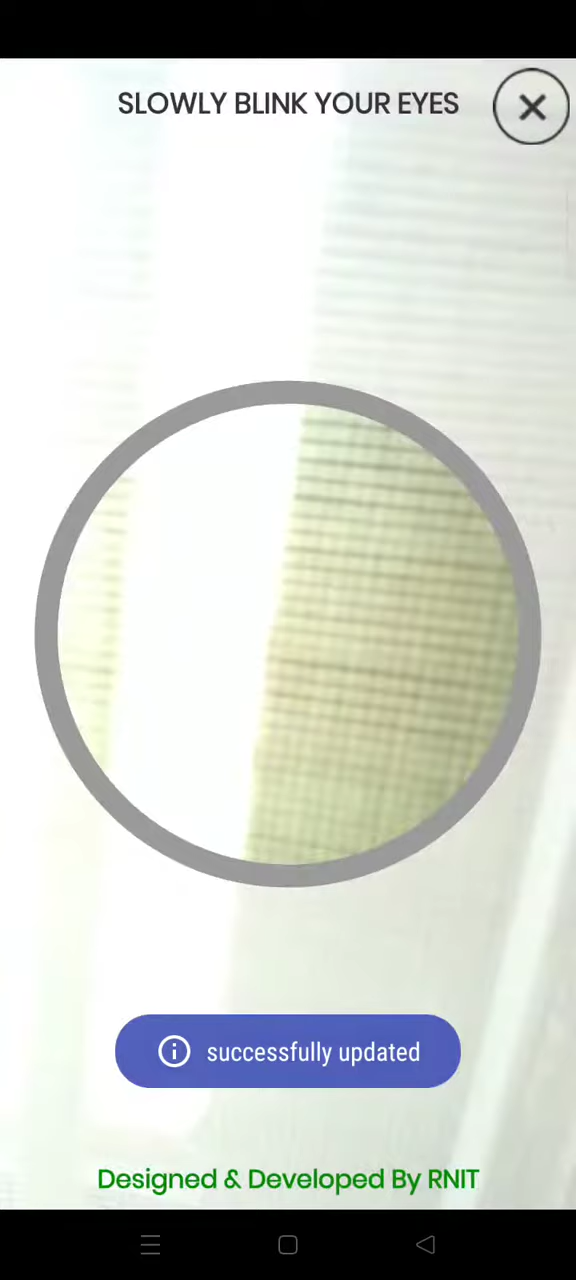 SLOWLY BLINK YOUR EYES
successfully updated
Designed & Developed By RNIT